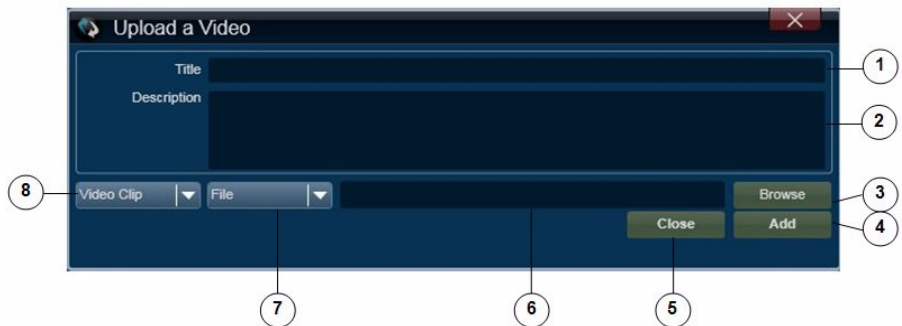 Upload a Video
Title
1
Description
2
8
Video Clip
File
Browse
3
Close
Add
4
7
6
5